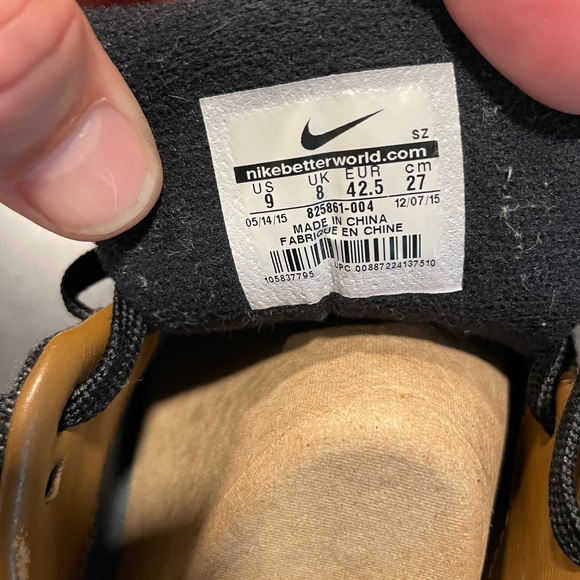 SZ
nikebetterworld.com
US UK EUR cm
9 8 42.5 27
825861-004
05/14/15 12/07/15
MADE IN CHINA
FABRIQUE EN CHINE
105837795 UPC 00887224137510